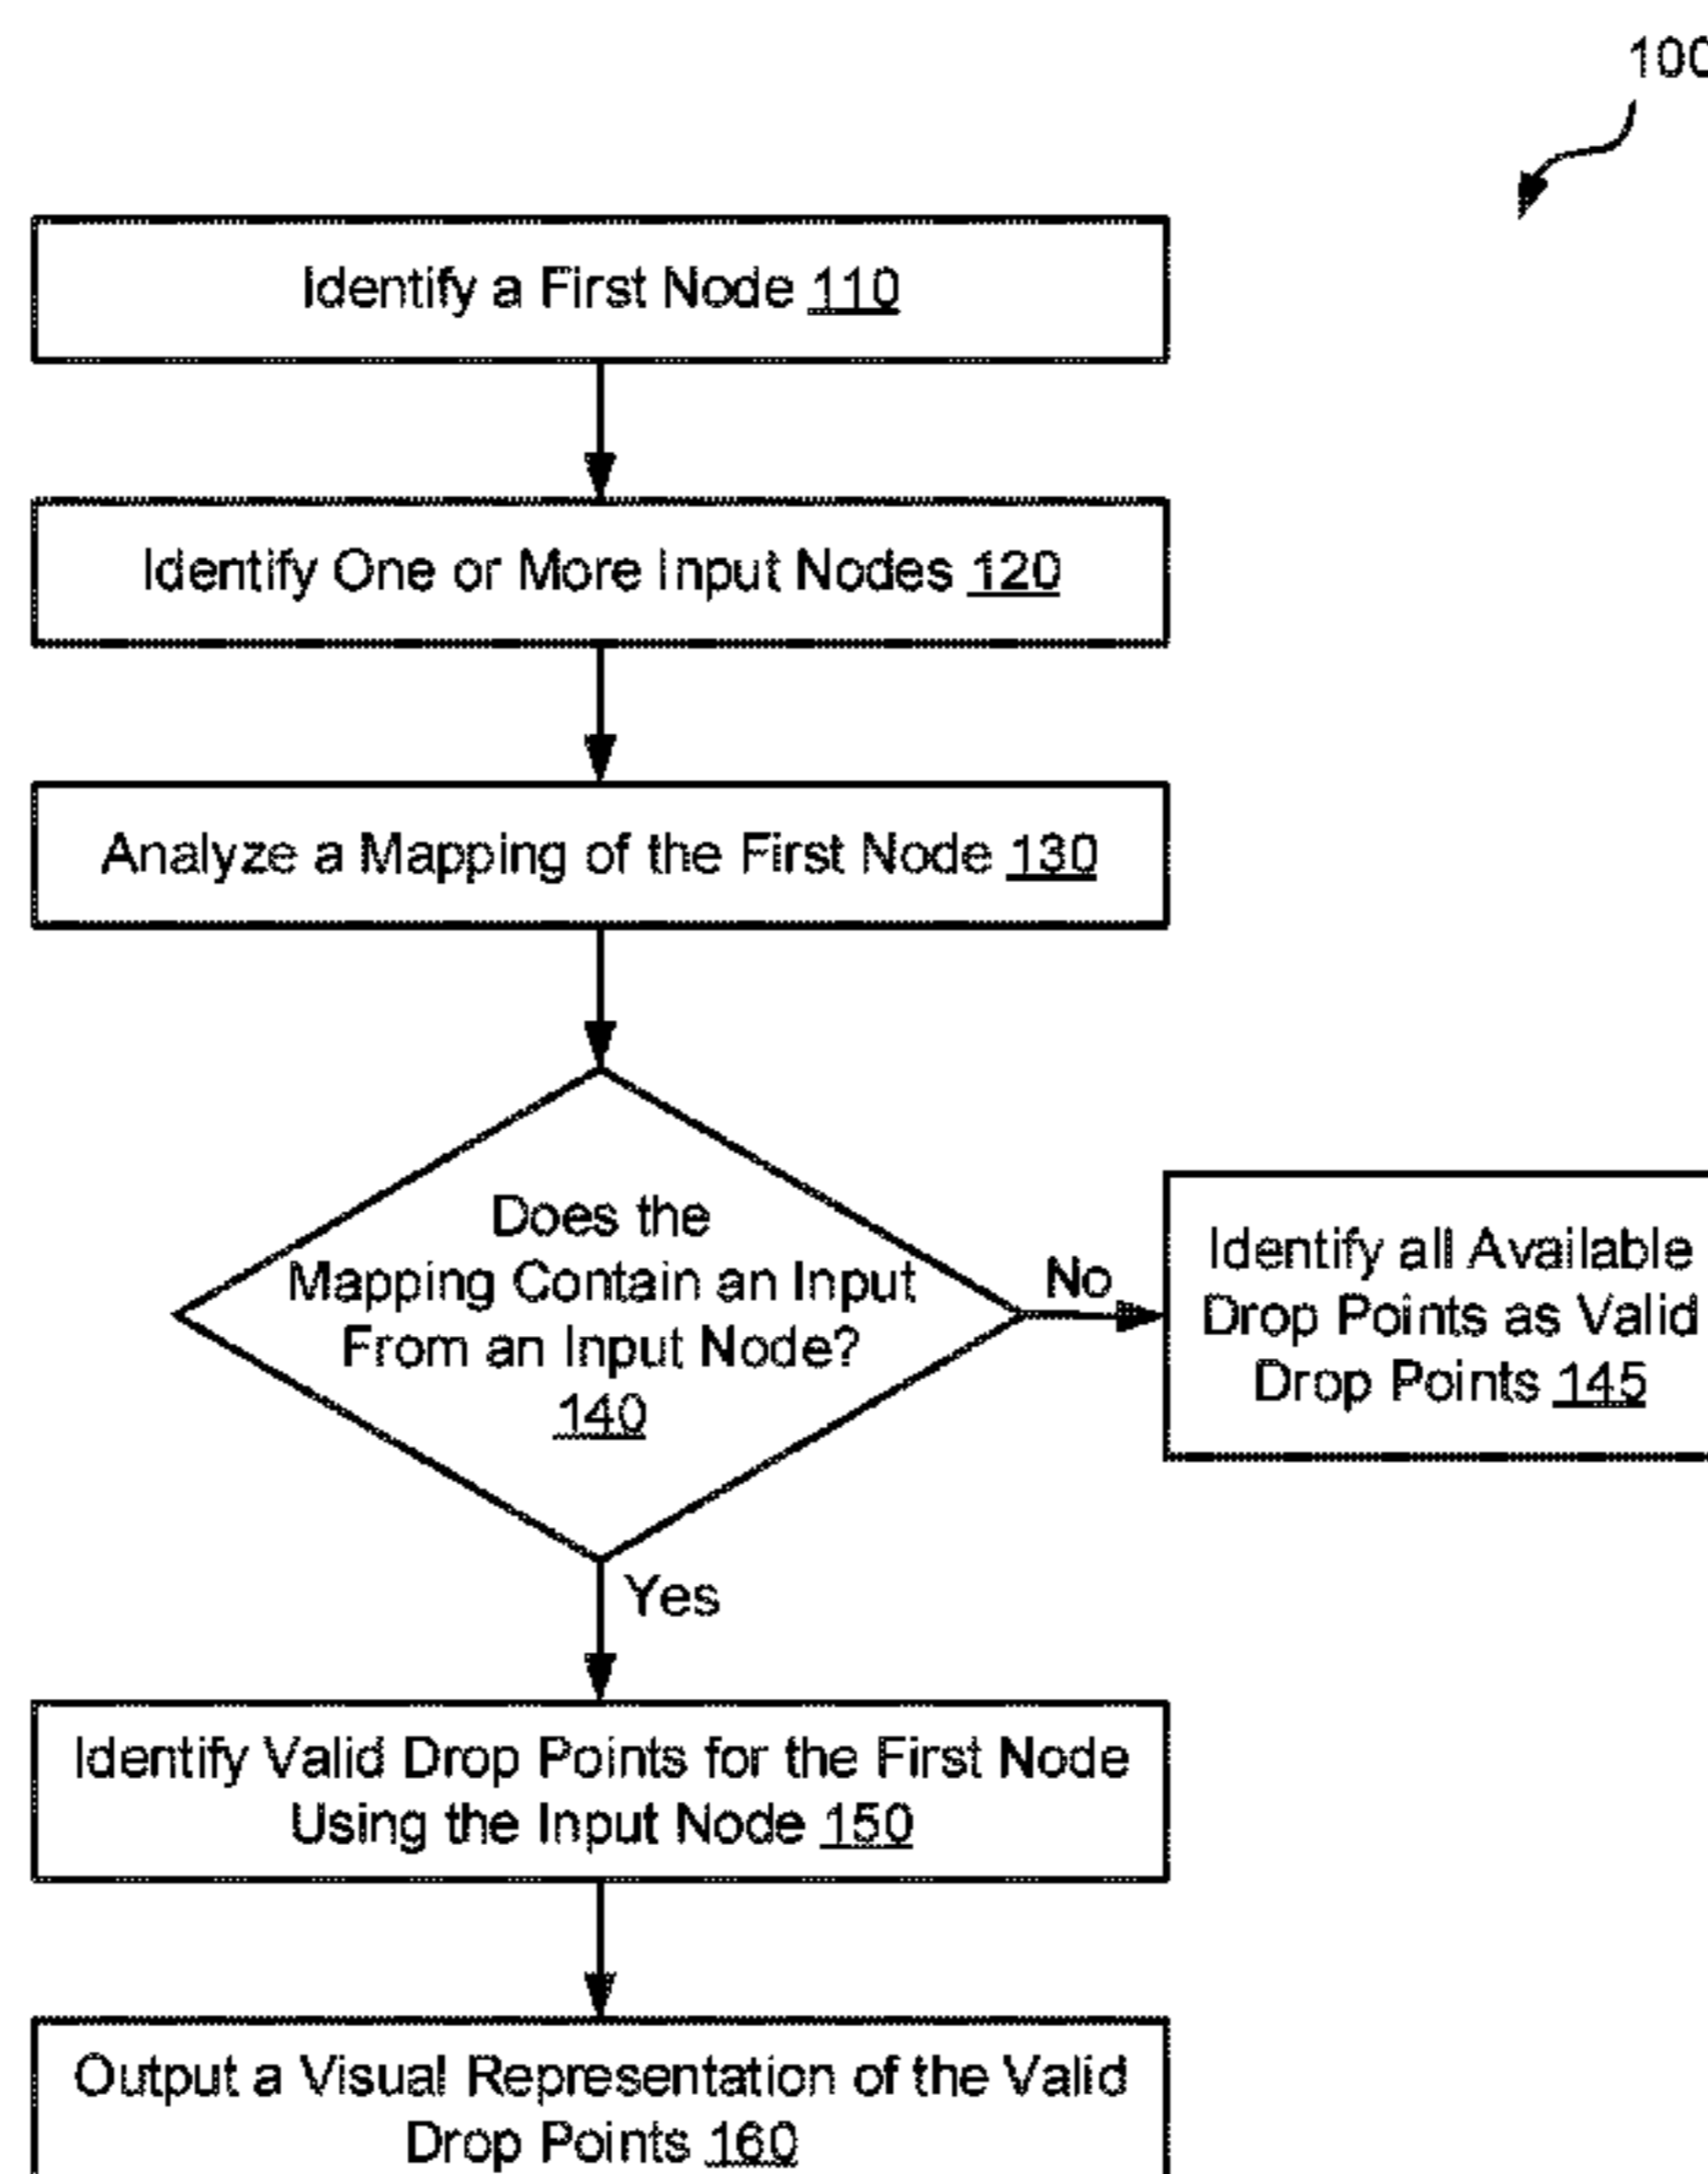 100
Identify a First Node 110
Identify One or More Input Nodes 120
Analyze a Mapping of the First Node 130
Does the
Mapping Contain an Input
From an Input Node?
140
No
Identify all Available
Drop Points as Valid
Drop Points 145
Yes
Identify Valid Drop Points for the First Node
Using the Input Node 150
Output a Visual Representation of the Valid
Drop Points 160